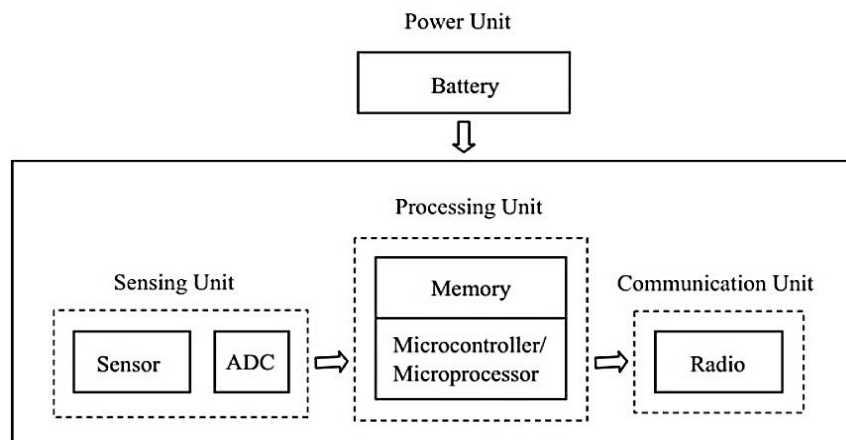 Power Unit
Battery
Processing Unit
Sensing Unit
Memory
Communication Unit
Sensor
ADC
Microcontroller/
Microprocessor
Radio